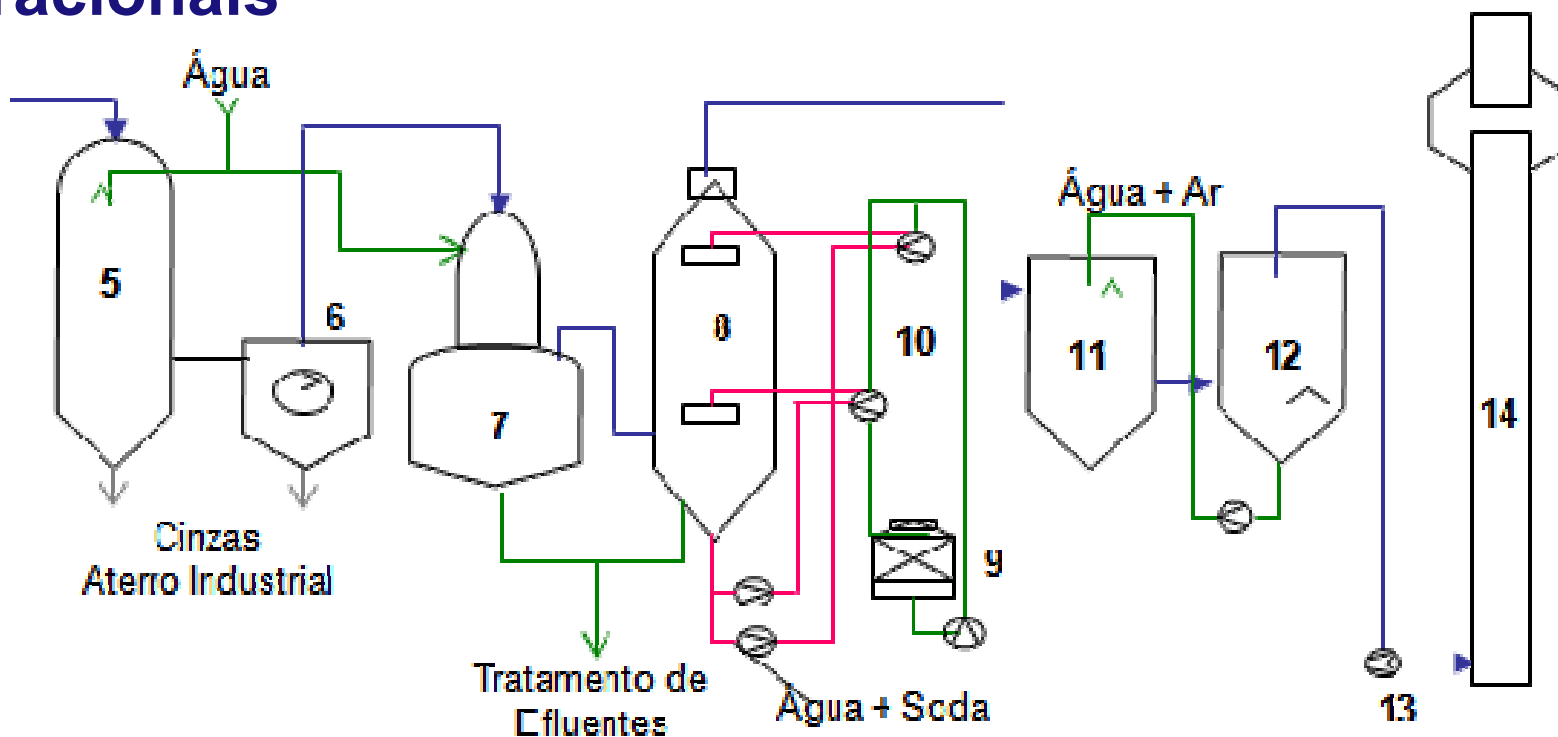 racionais
Água
5
6
7
8
10
9
Água + Ar
11
12
14
13
Cinzas
Aterro Industrial
Tratamento de
Efluentes
Água + Soda